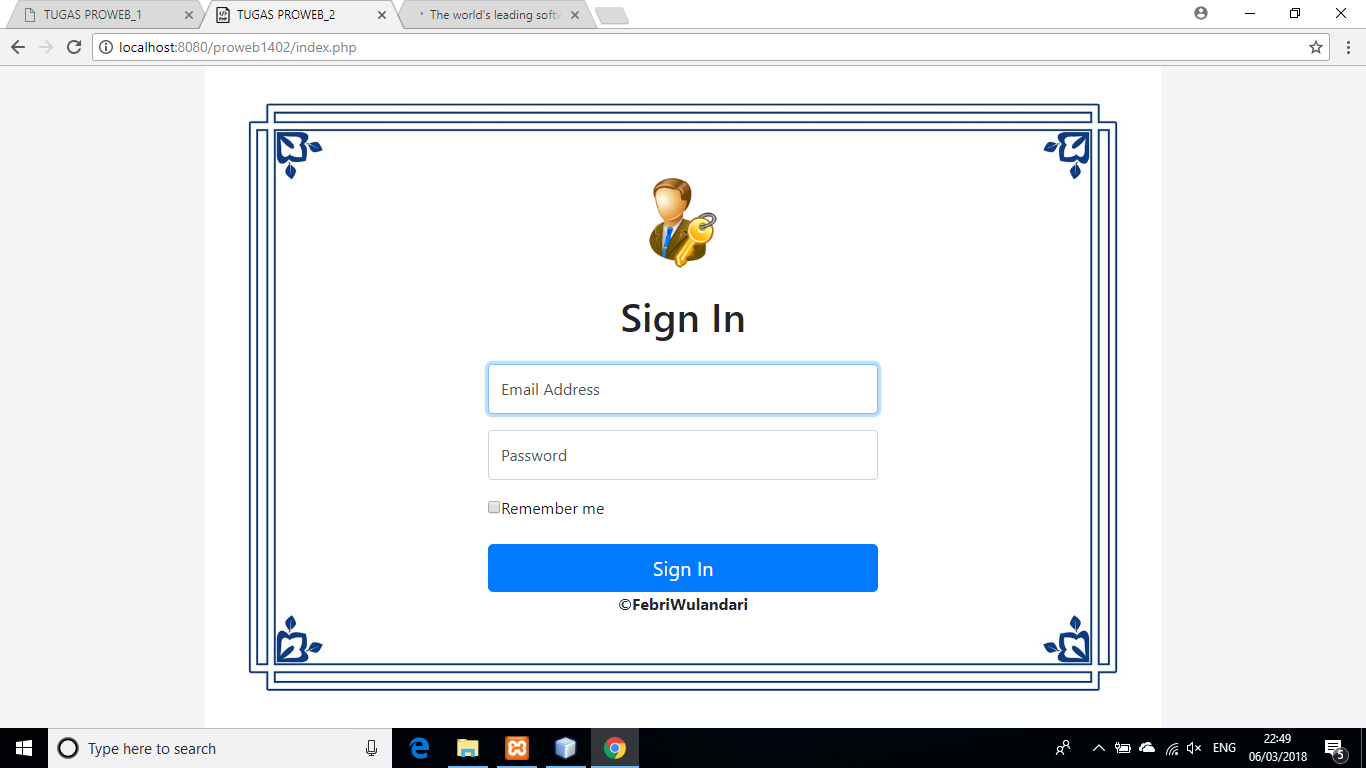 TUGAS PROWEB_1
TUGAS PROWEB_2
The world's leading softw
localhost:8080/proweb1402/index.php
Sign In
Email Address
Password
Remember me
Sign In
©FebriWulandari
Type here to search
ENG
22:49
06/03/2018
5